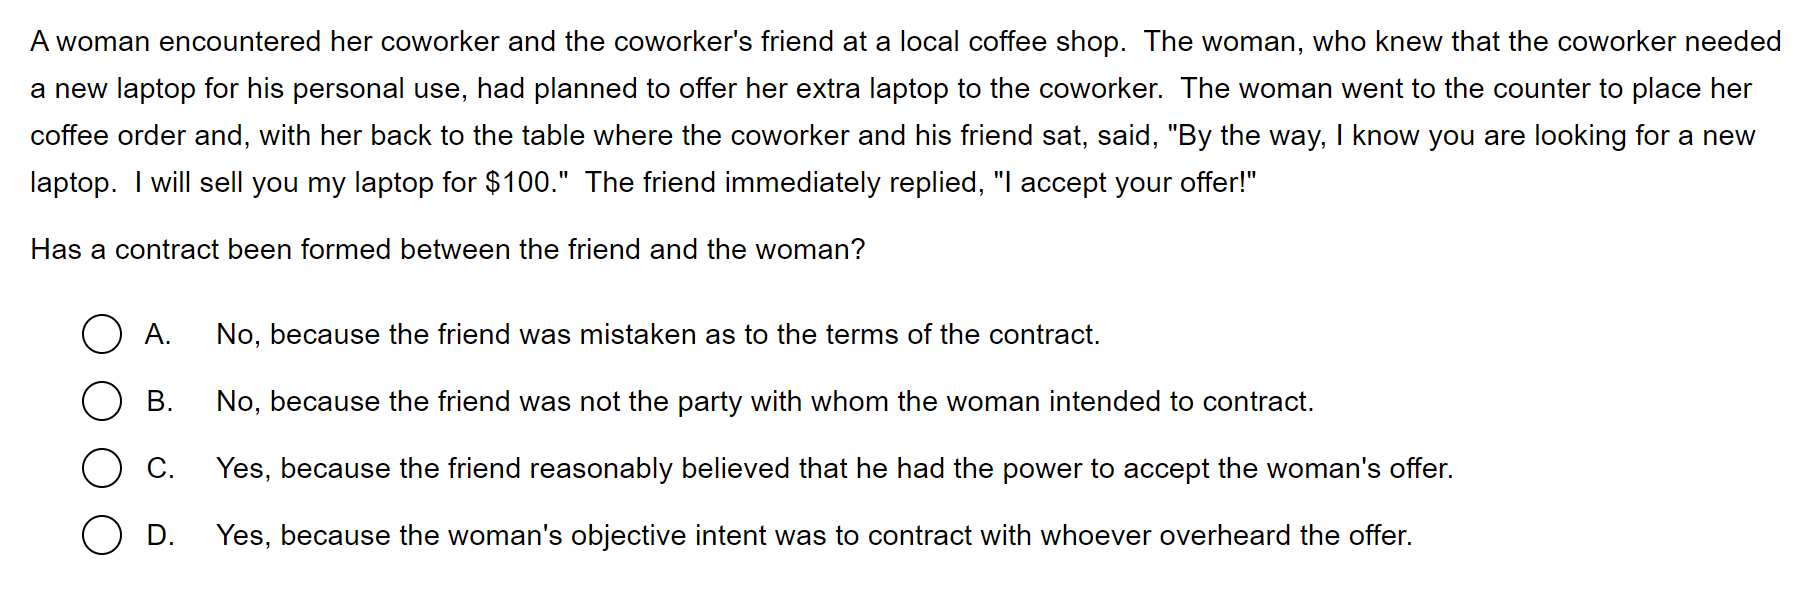 A woman encountered her coworker and the coworker's friend at a local coffee shop.  The woman, who knew that the coworker needed
a new laptop for his personal use, had planned to offer her extra laptop to the coworker.  The woman went to the counter to place her
coffee order and, with her back to the table where the coworker and his friend sat, said, "By the way, I know you are looking for a new
laptop.  I will sell you my laptop for $100."  The friend immediately replied, "I accept your offer!"
Has a contract been formed between the friend and the woman?
A. No, because the friend was mistaken as to the terms of the contract.
B. No, because the friend was not the party with whom the woman intended to contract.
C. Yes, because the friend reasonably believed that he had the power to accept the woman's offer.
D. Yes, because the woman's objective intent was to contract with whoever overheard the offer.